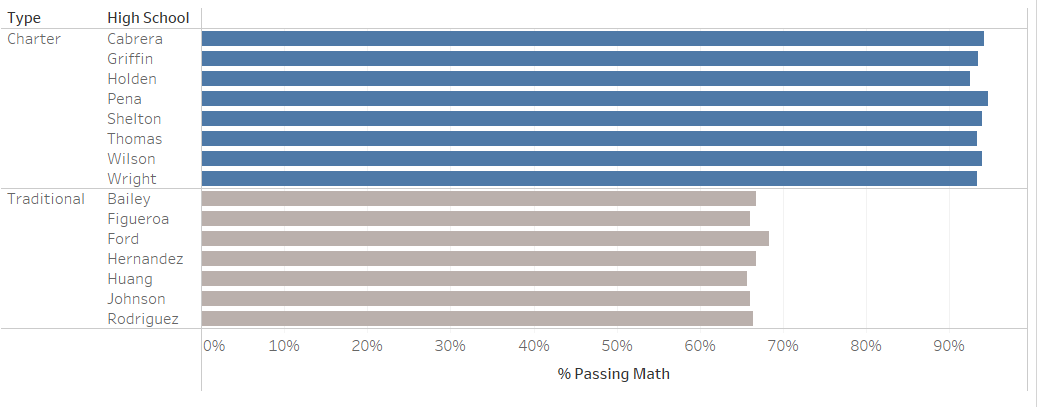 Type High School
Charter Cabrera
Griffin
Holden
Pena
Shelton
Thomas
Wilson
Wright
Traditional Bailey
Figueroa
Ford
Hernandez
Huang
Johnson
Rodriguez
0% 10% 20% 30% 40% 50% 60% 70% 80% 90%
% Passing Math